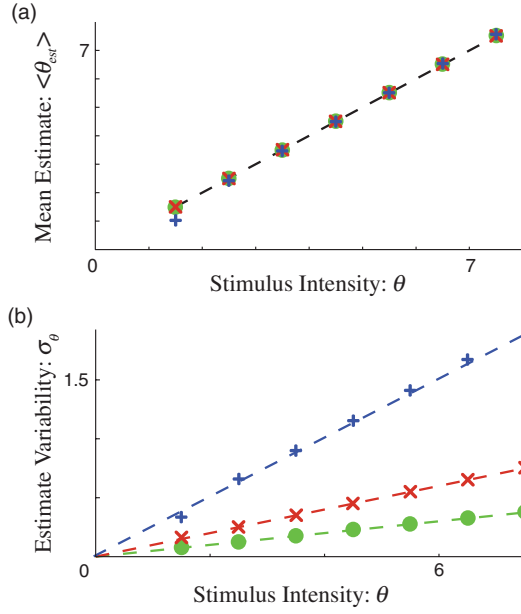 (a)
7
Mean Estimate: <θest>
0
7
Stimulus Intensity: θ
(b)
1.5
Estimate Variability: σθ
0
6
Stimulus Intensity: θ